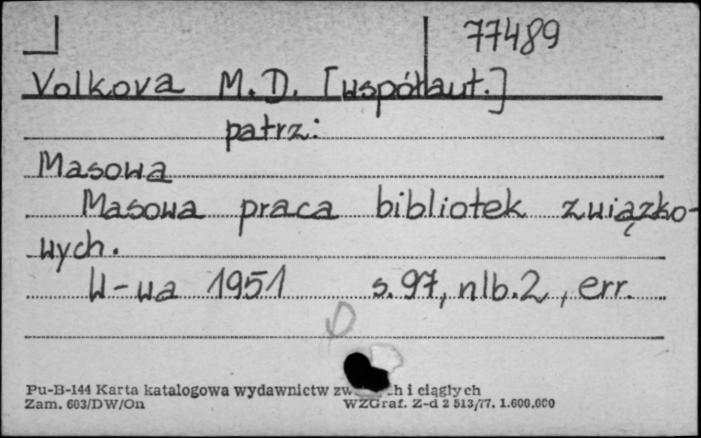 77489
Volkova M.D. [współaut.]
patrz:
Masowa
Masowa praca bibliotek związko-
wych.
W-wa 1951 s. 97, nlb. 2, err.
Pu-B-144 Karta katalogowa wydawnictw i ciągłych
Zam. 603/DW/On WZGraf. Z-d 2 513/77. 1.600.000